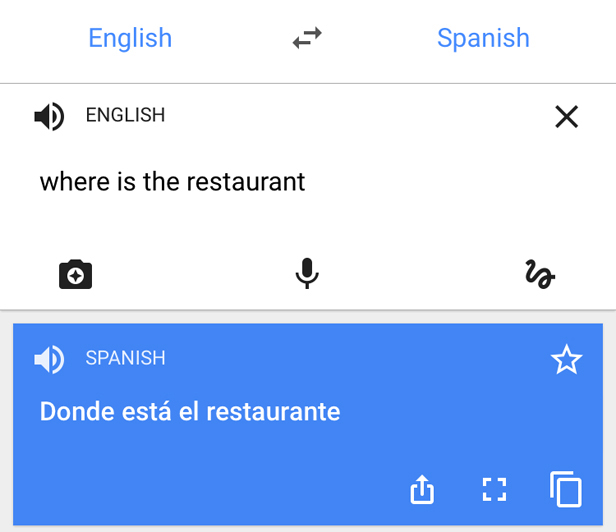 English Spanish
ENGLISH
where is the restaurant
SPANISH
Donde está el restaurante